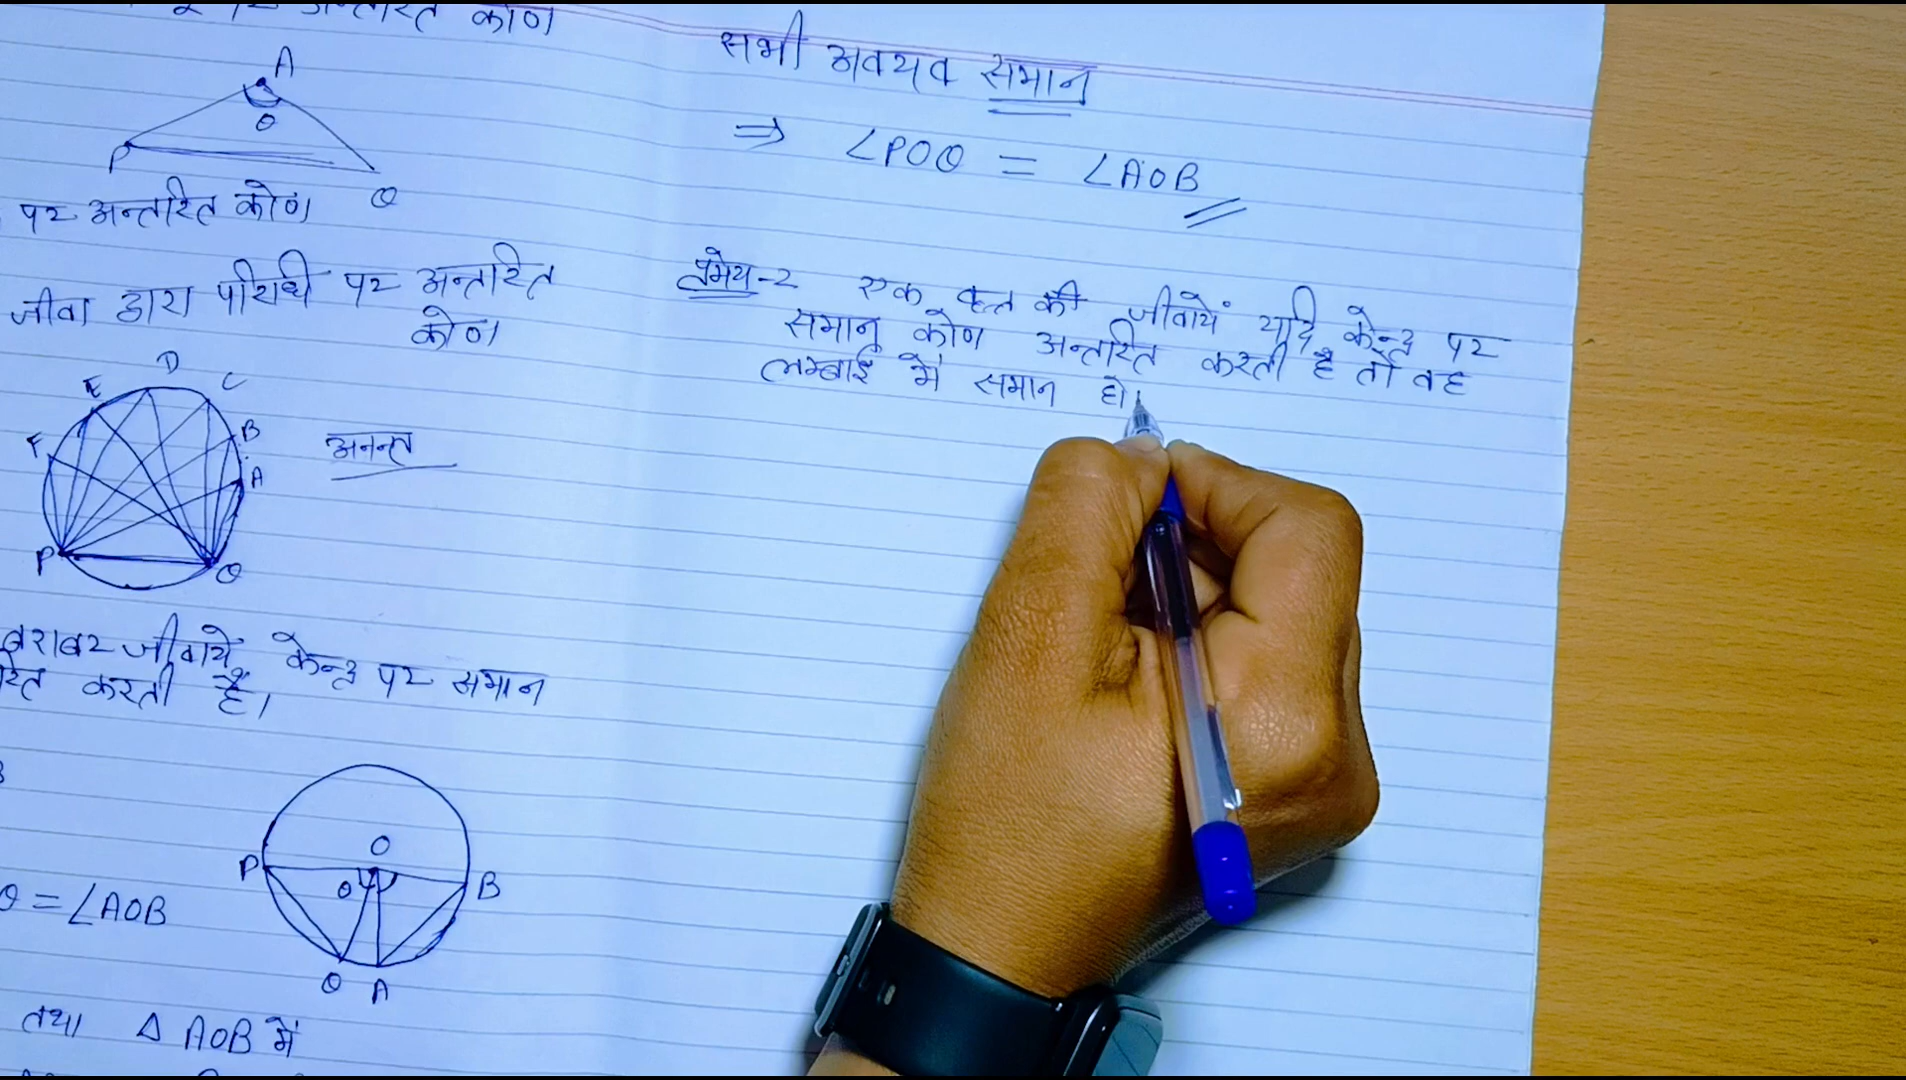 पर अन्तरित कोण
A
θ
P
Q
पर अन्तरित कोण
जीवा द्वारा परिधी पर अन्तरित
कोण
D
E
C
F
B
A
अनन्त
P
Q
बराबर जीवायें केन्द्र पर समान
रित करती हैं।
O
P
θ
B
Q = ∠AOB
Q
A
तथा Δ AOB में
सभी अवयव समान
⇒ ∠POQ = ∠AOB
प्रमेय-2 एक वृत्त की जीवायें यदि केन्द्र पर
समान कोण अन्तरित करती है तो वह
लम्बाई में समान हो